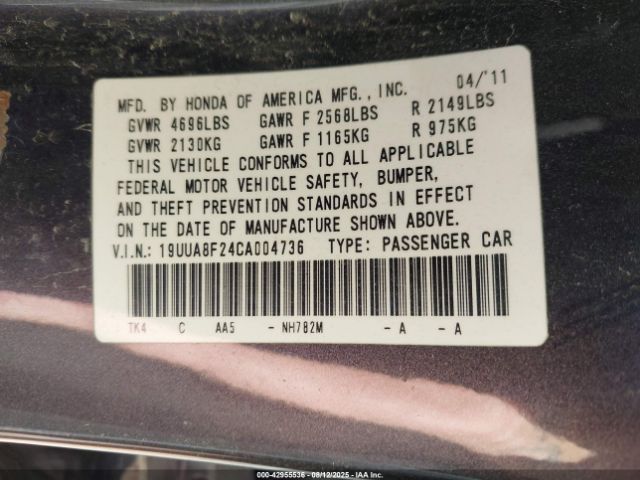 MFD. BY HONDA OF AMERICA MFG., INC. 04/'11
GVWR 4696LBS GAWR F 2568LBS R 2149LBS
GVWR 2130KG GAWR F 1165KG R 975KG
THIS VEHICLE CONFORMS TO ALL APPLICABLE
FEDERAL MOTOR VEHICLE SAFETY, BUMPER,
AND THEFT PREVENTION STANDARDS IN EFFECT
ON THE DATE OF MANUFACTURE SHOWN ABOVE.
V.I.N.: 19UUA8F24CA004736 TYPE: PASSENGER CAR
TK4 C AA5 - NH782M - A - A
000-42955536 - 08/12/2025 - IAA Inc.